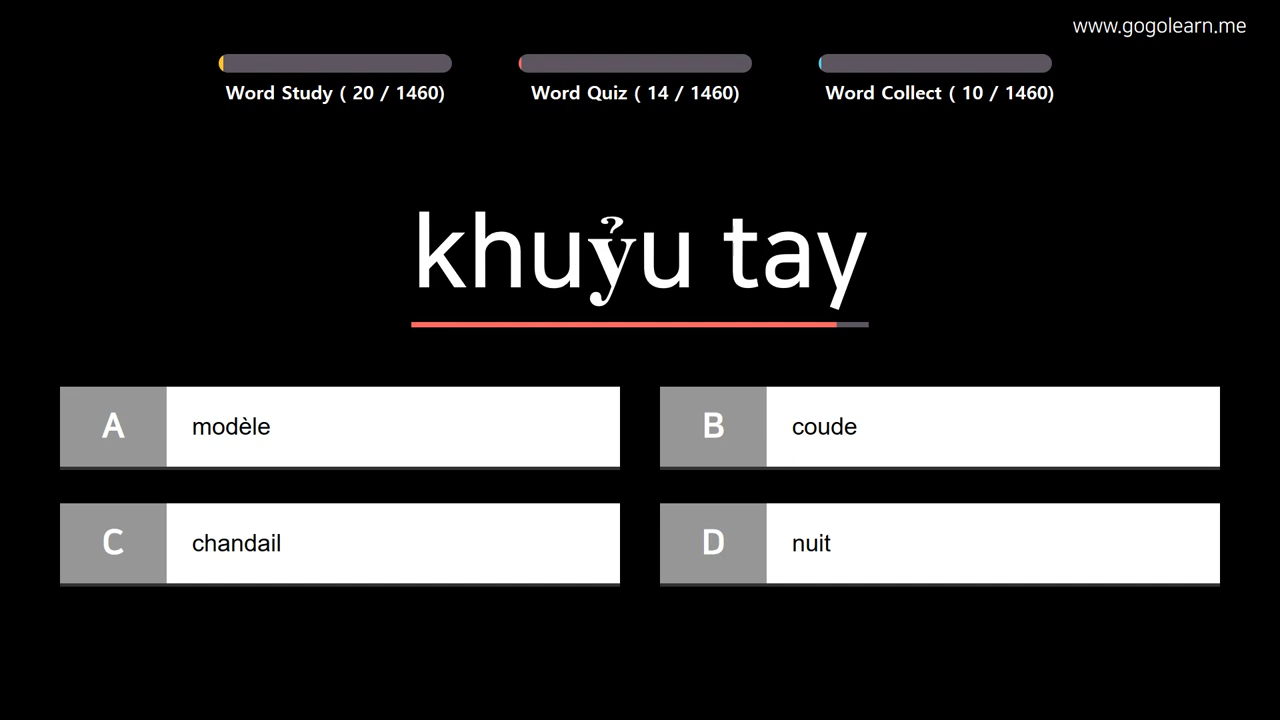 www.gogolearn.me
Word Study ( 20 / 1460)
Word Quiz ( 14 / 1460)
Word Collect ( 10 / 1460)
khuỷu tay
A modèle
B coude
C chandail
D nuit